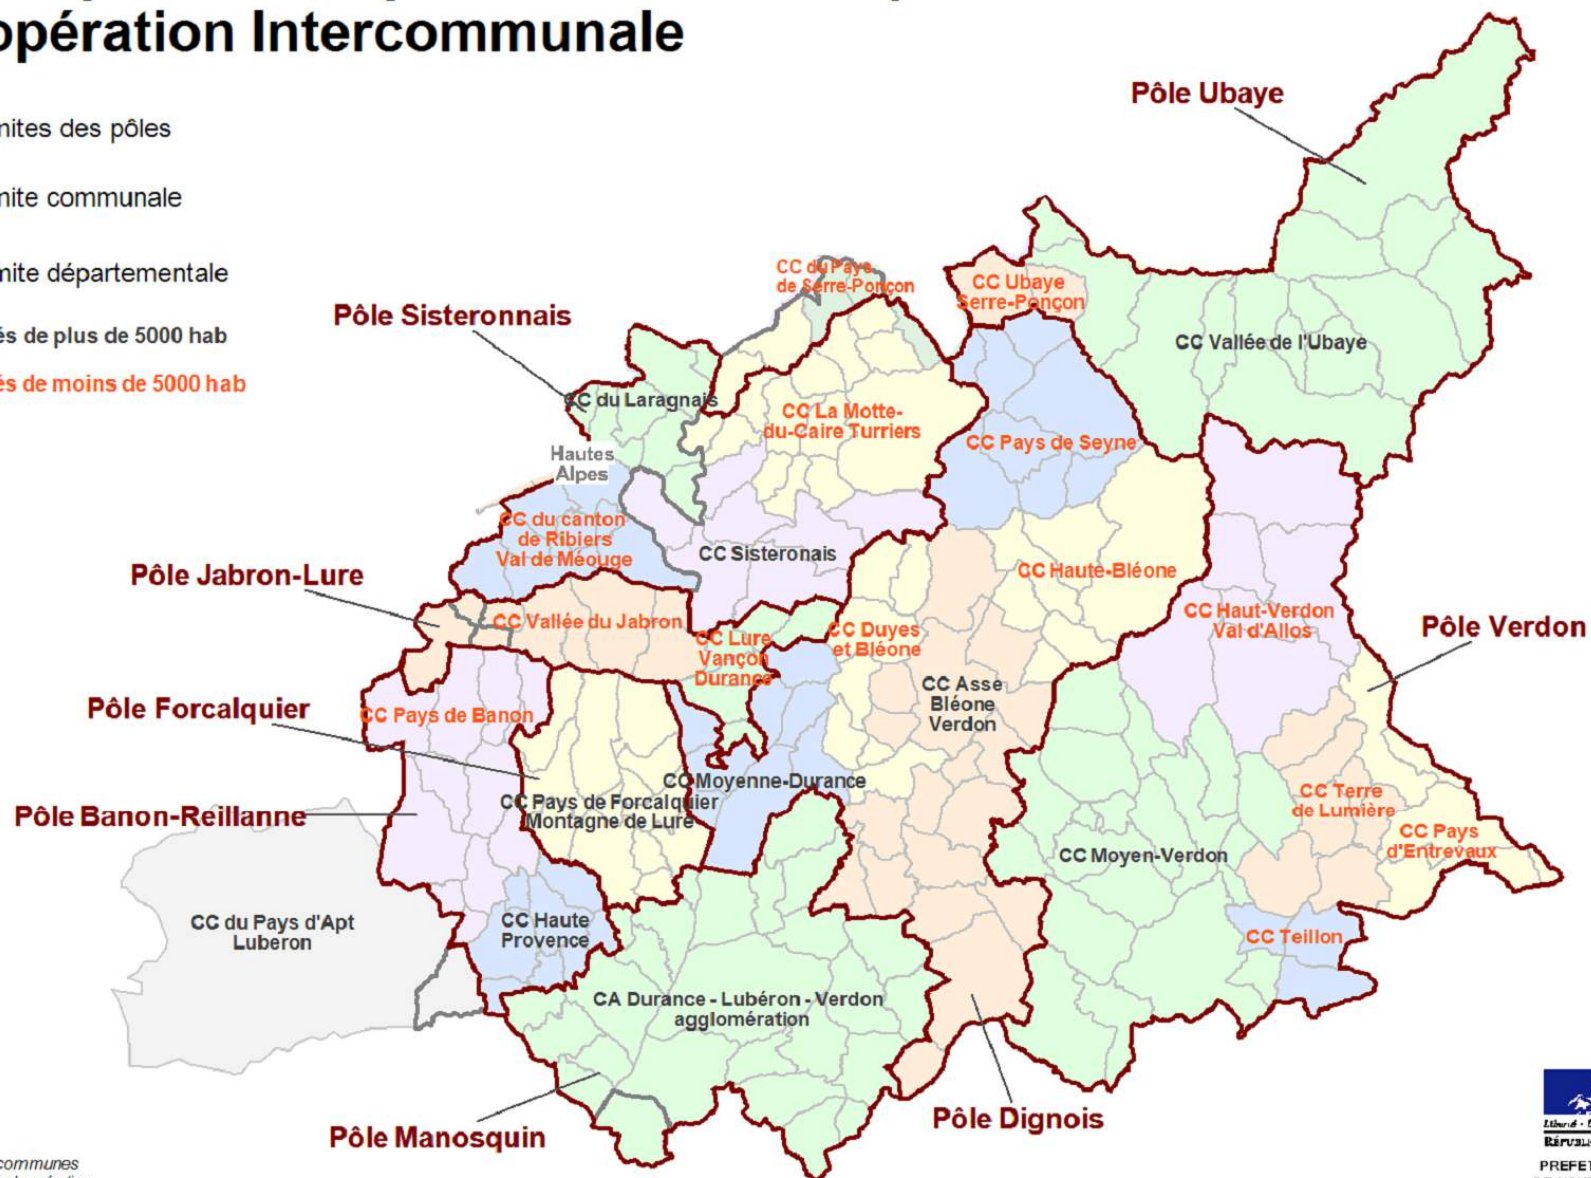 opération Intercommunale
mites des pôles
mite communale
mite départementale
és de plus de 5000 hab
és de moins de 5000 hab
Pôle Ubaye
CC du Pays
de Serre-Ponçon
CC Ubaye
Serre-Ponçon
Pôle Sisteronnais
CC Vallée de l'Ubaye
CC du Laragnais
CC La Motte-
du-Caire Turriers
CC Pays de Seyne
Hautes
Alpes
CC du canton
de Ribiers
Val de Méouge
CC Sisteronais
Pôle Jabron-Lure
CC Haute-Bléone
CC Vallée du Jabron
CC Lure
Vançon
Durance
CC Duyes
et Bléone
CC Haut-Verdon
Val d'Allos
Pôle Verdon
CC Asse
Bléone
Verdon
Pôle Forcalquier
CC Pays de Banon
CC Moyenne-Durance
CC Pays de Forcalquier
Montagne de Lure
CC Terre
de Lumière
Pôle Banon-Reillanne
CC Pays
d'Entrevaux
CC Moyen-Verdon
CC du Pays d'Apt
Luberon
CC Haute
Provence
CC Teillon
CA Durance - Lubéron - Verdon
agglomération
Pôle Dignois
Pôle Manosquin
communes
PREFET